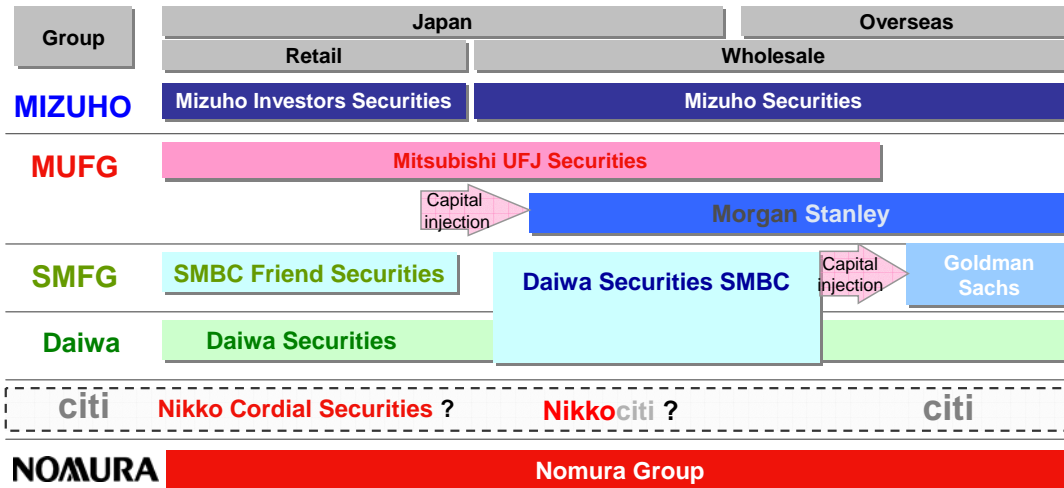 Group
Japan
Overseas
Retail
Wholesale
MIZUHO
Mizuho Investors Securities
Mizuho Securities
MUFG
Mitsubishi UFJ Securities
Capital
injection
Morgan Stanley
SMFG
SMBC Friend Securities
Daiwa Securities SMBC
Capital
injection
Goldman
Sachs
Daiwa
Daiwa Securities
citi
Nikko Cordial Securities ?
Nikkociti ?
citi
NOMURA
Nomura Group